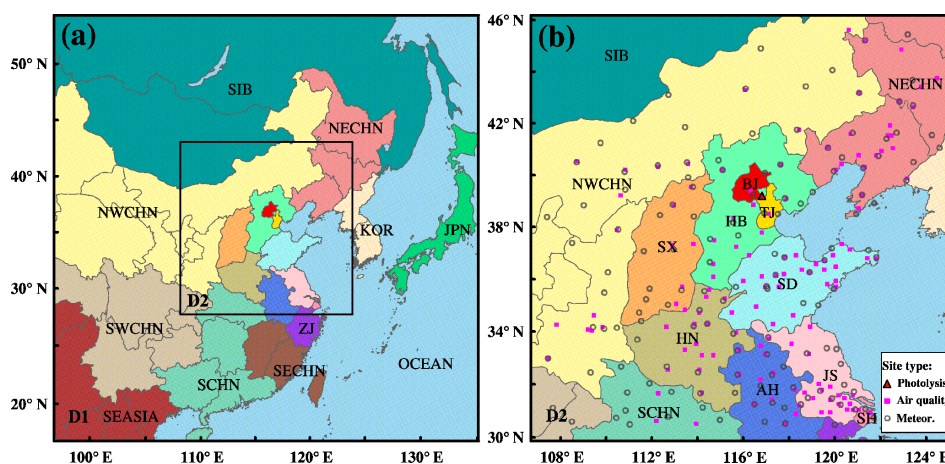 (a)
50° N
40° N
30° N
20° N
SIB
NECHN
NWCHN
KOR
JPN
D2
SWCHN
ZJ
SECHN
OCEAN
SCHN
D1
SEASIA
100° E
110° E
120° E
130° E
(b)
46° N
42° N
38° N
34° N
30° N
SIB
NECHN
NWCHN
BJ
TJ
HB
SX
SD
HN
JS
AH
SCHN
D2
SH
Site type:
Photolysis
Air quality
Meteor.
108° E
112° E
116° E
120° E
124° E